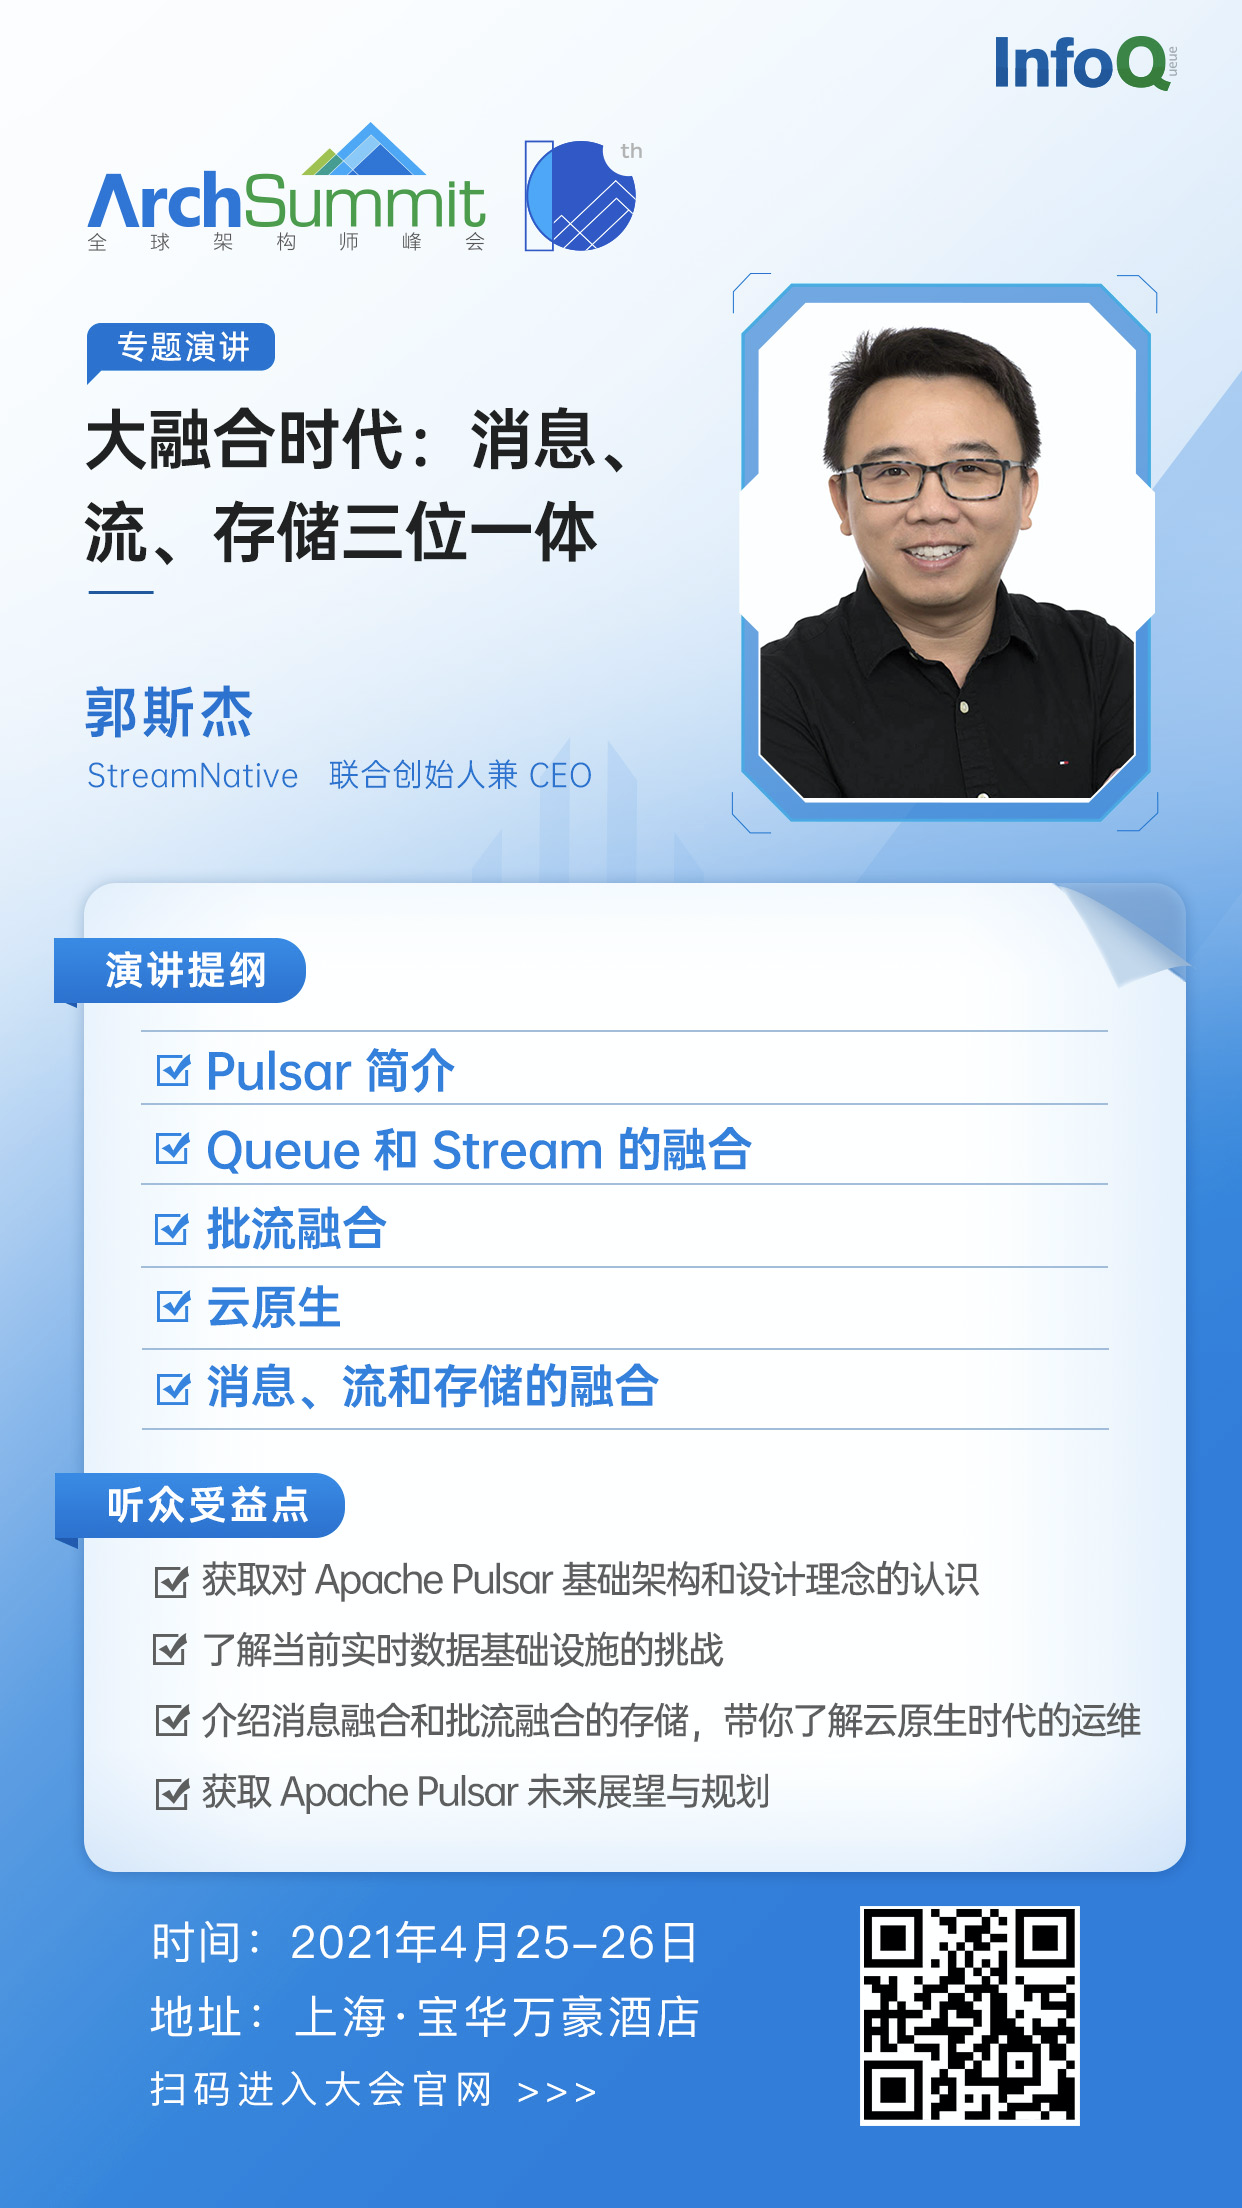 InfoQ
ueue
ArchSummit
全球架构师峰会
th
专题演讲
大融合时代：消息、
流、存储三位一体
郭斯杰
StreamNative 联合创始人兼 CEO
演讲提纲
Pulsar 简介
Queue 和 Stream 的融合
批流融合
云原生
消息、流和存储的融合
听众受益点
获取对 Apache Pulsar 基础架构和设计理念的认识
了解当前实时数据基础设施的挑战
介绍消息融合和批流融合的存储，带你了解云原生时代的运维
获取 Apache Pulsar 未来展望与规划
时间：2021年4月25-26日
地址：上海·宝华万豪酒店
扫码进入大会官网 >>>